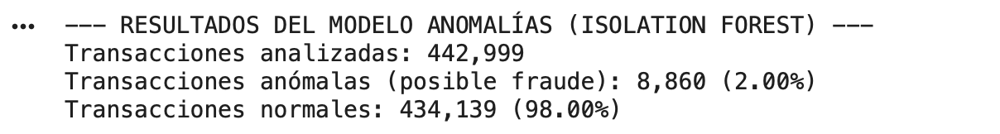 ... --- RESULTADOS DEL MODELO ANOMALÍAS (ISOLATION FOREST) ---
Transacciones analizadas: 442,999
Transacciones anómalas (posible fraude): 8,860 (2.00%)
Transacciones normales: 434,139 (98.00%)